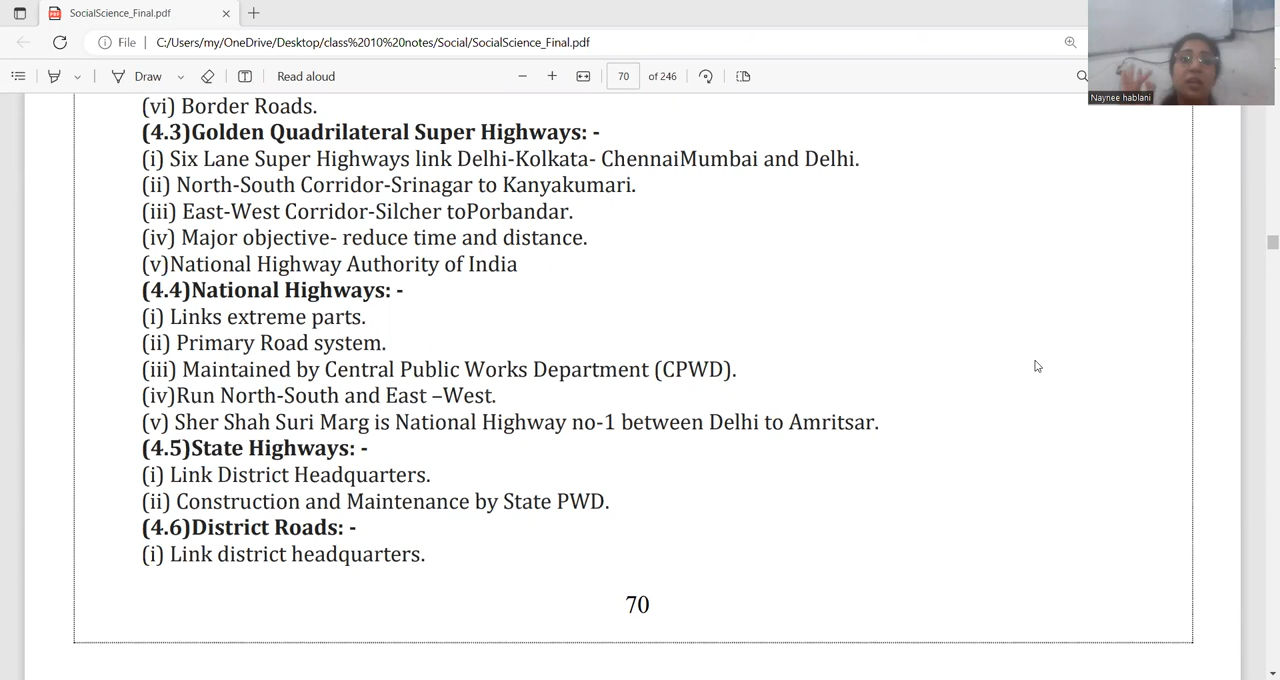 SocialScience_Final.pdf
File
C:/Users/my/OneDrive/Desktop/class%2010%20notes/Social/SocialScience_Final.pdf
Draw
Read aloud
70 of 246
Naynee hablani
(vi) Border Roads.
(4.3)Golden Quadrilateral Super Highways: -
(i) Six Lane Super Highways link Delhi-Kolkata- ChennaiMumbai and Delhi.
(ii) North-South Corridor-Srinagar to Kanyakumari.
(iii) East-West Corridor-Silcher toPorbandar.
(iv) Major objective- reduce time and distance.
(v)National Highway Authority of India
(4.4)National Highways: -
(i) Links extreme parts.
(ii) Primary Road system.
(iii) Maintained by Central Public Works Department (CPWD).
(iv)Run North-South and East –West.
(v) Sher Shah Suri Marg is National Highway no-1 between Delhi to Amritsar.
(4.5)State Highways: -
(i) Link District Headquarters.
(ii) Construction and Maintenance by State PWD.
(4.6)District Roads: -
(i) Link district headquarters.
70